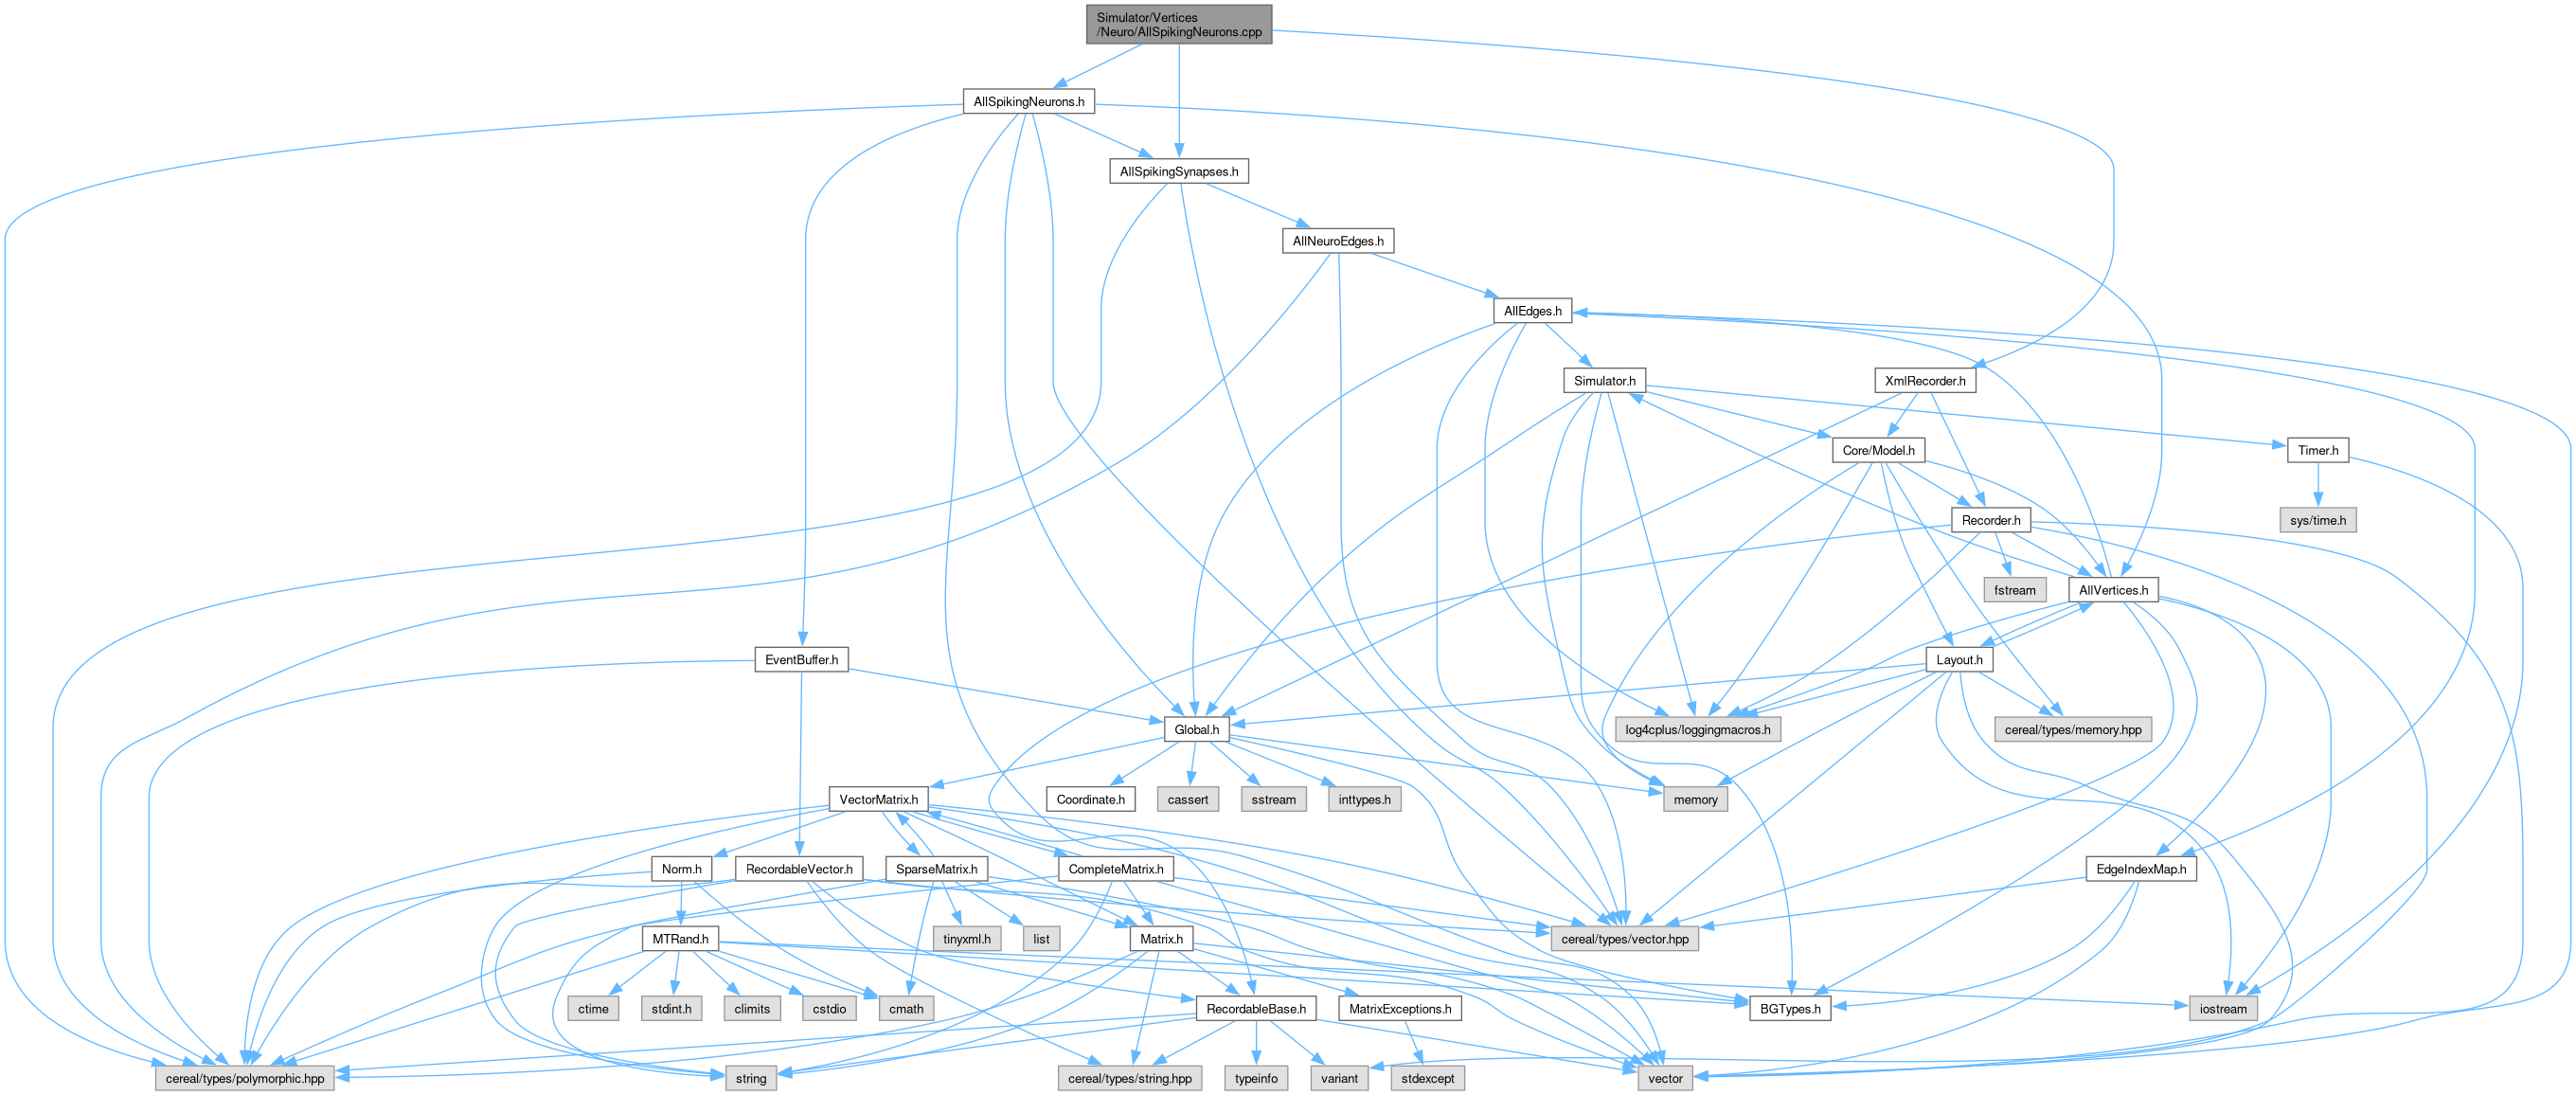 Simulator/Vertices
/Neuro/AllSpikingNeurons.cpp
AllSpikingNeurons.h
AllSpikingSynapses.h
AllNeuroEdges.h
AllEdges.h
Simulator.h
XmlRecorder.h
Core/Model.h
Timer.h
Recorder.h
sys/time.h
fstream
AllVertices.h
EventBuffer.h
Layout.h
Global.h
log4cplus/loggingmacros.h
cereal/types/memory.hpp
VectorMatrix.h
Coordinate.h
cassert
sstream
inttypes.h
memory
Norm.h
RecordableVector.h
SparseMatrix.h
CompleteMatrix.h
EdgeIndexMap.h
MTRand.h
tinyxml.h
list
Matrix.h
cereal/types/vector.hpp
ctime
stdint.h
climits
cstdio
cmath
RecordableBase.h
MatrixExceptions.h
BGTypes.h
iostream
cereal/types/polymorphic.hpp
string
cereal/types/string.hpp
typeinfo
variant
stdexcept
vector